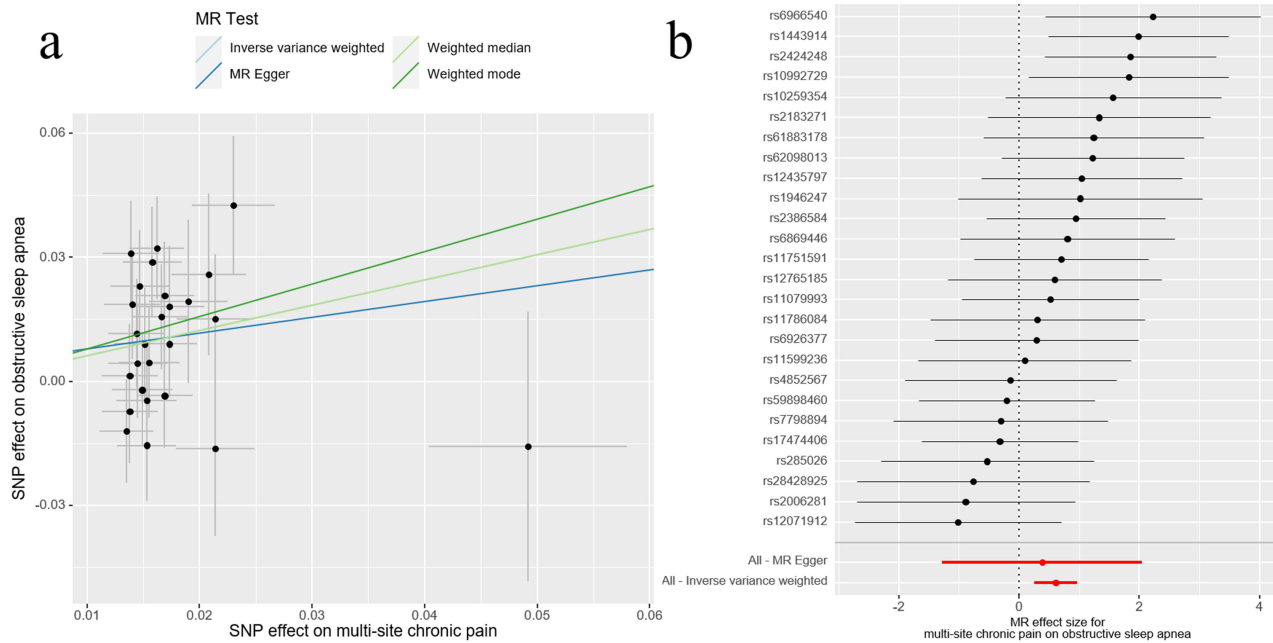 a
MR Test
Inverse variance weighted
MR Egger
Weighted median
Weighted mode
SNP effect on obstructive sleep apnea
0.06
0.03
0.00
-0.03
0.01
0.02
0.03
0.04
0.05
0.06
SNP effect on multi-site chronic pain
b
rs6966540
rs1443914
rs2424248
rs10992729
rs10259354
rs2183271
rs61883178
rs62098013
rs12435797
rs1946247
rs2386584
rs6869446
rs11751591
rs12765185
rs11079993
rs11786084
rs6926377
rs11599236
rs4852567
rs59898460
rs7798894
rs17474406
rs285026
rs28428925
rs2006281
rs12071912
All - MR Egger
All - Inverse variance weighted
-2
0
2
4
MR effect size for
multi-site chronic pain on obstructive sleep apnea